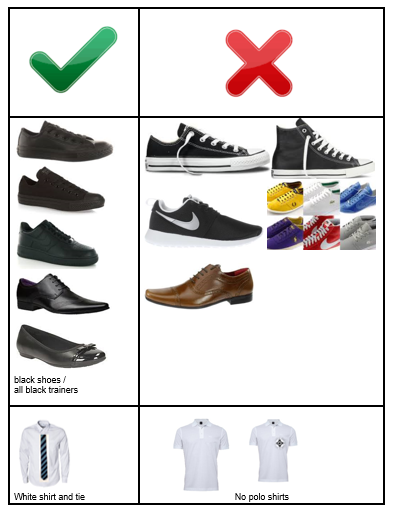 black shoes /
all black trainers
White shirt and tie
No polo shirts